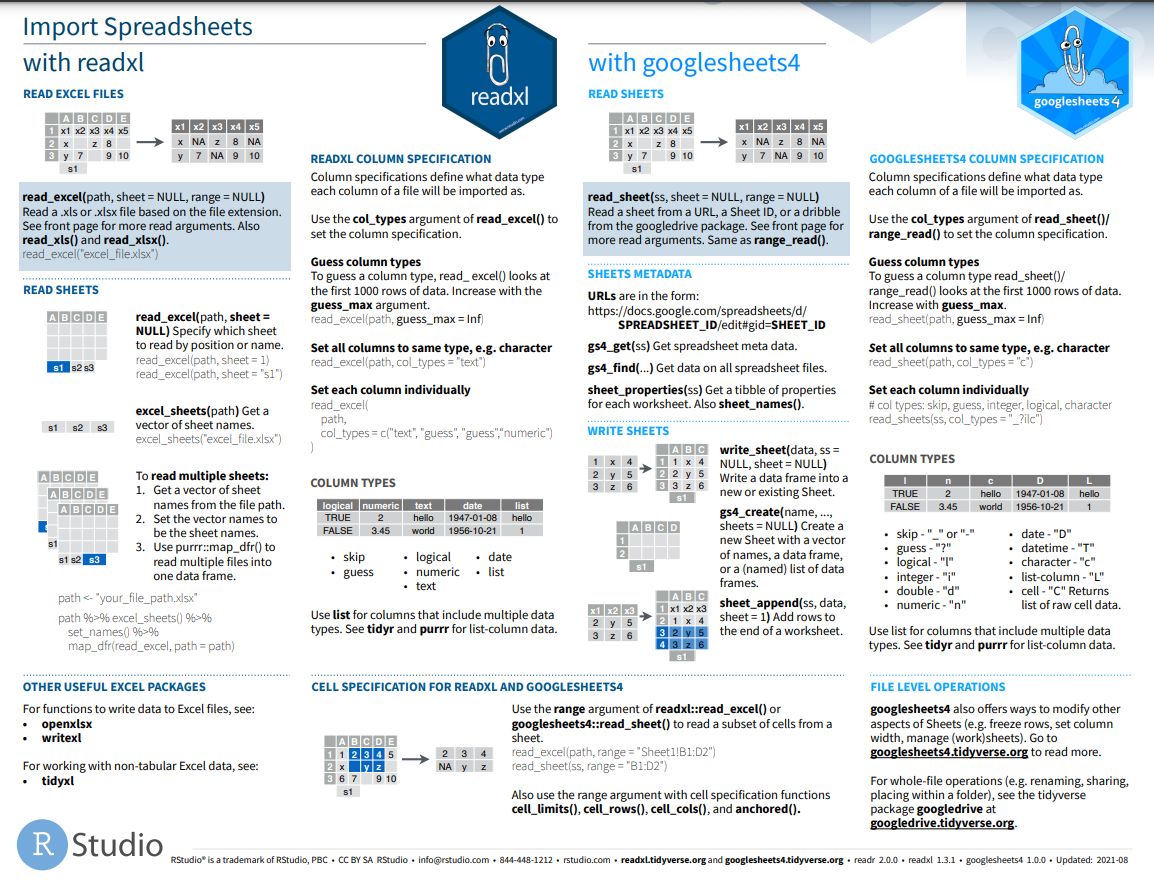 Import Spreadsheets
with readxl
READ EXCEL FILES
A B C D E
1 x1 x2 x3 x4 x5
2 x z 8
3 y 7 9 10
s1
x1 x2 x3 x4 x5
x NA z 8 NA
y 7 NA 9 10
read_excel(path, sheet = NULL, range = NULL)
Read a .xls or .xlsx file based on the file extension.
See front page for more read arguments. Also
read_xls() and read_xlsx().
read_excel("excel_file.xlsx")
READ SHEETS
A B C D E
s1 s2 s3
read_excel(path, sheet =
NULL) Specify which sheet
to read by position or name.
read_excel(path, sheet = 1)
read_excel(path, sheet = "s1")
s1 s2 s3
excel_sheets(path) Get a
vector of sheet names.
excel_sheets("excel_file.xlsx")
A B C D E
A B C D E
A B C D E
s1
s1 s2 s3
To read multiple sheets:
1. Get a vector of sheet
names from the file path.
2. Set the vector names to
be the sheet names.
3. Use purrr::map_dfr() to
read multiple files into
one data frame.
path <- "your_file_path.xlsx"
path %>% excel_sheets() %>%
set_names() %>%
map_dfr(read_excel, path = path)
OTHER USEFUL EXCEL PACKAGES
For functions to write data to Excel files, see:
• openxlsx
• writexl
For working with non-tabular Excel data, see:
• tidyxl
readxl
READXL COLUMN SPECIFICATION
Column specifications define what data type
each column of a file will be imported as.
Use the col_types argument of read_excel() to
set the column specification.
Guess column types
To guess a column type, read_ excel() looks at
the first 1000 rows of data. Increase with the
guess_max argument.
read_excel(path, guess_max = Inf)
Set all columns to same type, e.g. character
read_excel(path, col_types = "text")
Set each column individually
read_excel(
path,
col_types = c("text", "guess", "guess","numeric")
)
COLUMN TYPES
logical numeric text date list
TRUE 2 hello 1947-01-08 hello
FALSE 3.45 world 1956-10-21 1
• skip
• guess
• logical
• numeric
• text
• date
• list
Use list for columns that include multiple data
types. See tidyr and purrr for list-column data.
CELL SPECIFICATION FOR READXL AND GOOGLESHEETS4
A B C D E
1 1 2 3 4 5
2 x y z
3 6 7 9 10
s1
2 3 4
NA y z
Use the range argument of readxl::read_excel() or
googlesheets4::read_sheet() to read a subset of cells from a
sheet.
read_excel(path, range = "Sheet1!B1:D2")
read_sheet(ss, range = "B1:D2")
Also use the range argument with cell specification functions
cell_limits(), cell_rows(), cell_cols(), and anchored().
with googlesheets4
READ SHEETS
A B C D E
1 x1 x2 x3 x4 x5
2 x z 8
3 y 7 9 10
s1
x1 x2 x3 x4 x5
x NA z 8 NA
y 7 NA 9 10
read_sheet(ss, sheet = NULL, range = NULL)
Read a sheet from a URL, a Sheet ID, or a dribble
from the googledrive package. See front page for
more read arguments. Same as range_read().
SHEETS METADATA
URLs are in the form:
https://docs.google.com/spreadsheets/d/
SPREADSHEET_ID/edit#gid=SHEET_ID
gs4_get(ss) Get spreadsheet meta data.
gs4_find(...) Get data on all spreadsheet files.
sheet_properties(ss) Get a tibble of properties
for each worksheet. Also sheet_names().
WRITE SHEETS
1 x 4
2 y 5
3 z 6
A B C
1 1 x 4
2 2 y 5
3 3 z 6
s1
write_sheet(data, ss =
NULL, sheet = NULL)
Write a data frame into a
new or existing Sheet.
A B C D
1
2
s1
gs4_create(name, ...,
sheets = NULL) Create a
new Sheet with a vector
of names, a data frame,
or a (named) list of data
frames.
x1 x2 x3
2 y 5
3 z 6
A B C
1 x1 x2 x3
2 1 x 4
3 2 y 5
4 3 z 6
s1
sheet_append(ss, data,
sheet = 1) Add rows to
the end of a worksheet.
googlesheets 4
GOOGLESHEETS4 COLUMN SPECIFICATION
Column specifications define what data type
each column of a file will be imported as.
Use the col_types argument of read_sheet()/
range_read() to set the column specification.
Guess column types
To guess a column type read_sheet()/
range_read() looks at the first 1000 rows of data.
Increase with guess_max.
read_sheet(path, guess_max = Inf)
Set all columns to same type, e.g. character
read_sheet(path, col_types = "c")
Set each column individually
# col types: skip, guess, integer, logical, character
read_sheets(ss, col_types = "_?ilc")
COLUMN TYPES
l n c D L
TRUE 2 hello 1947-01-08 hello
FALSE 3.45 world 1956-10-21 1
• skip - "_" or "-"
• guess - "?"
• logical - "l"
• integer - "i"
• double - "d"
• numeric - "n"
• date - "D"
• datetime - "T"
• character - "c"
• list-column - "L"
• cell - "C" Returns
list of raw cell data.
Use list for columns that include multiple data
types. See tidyr and purrr for list-column data.
FILE LEVEL OPERATIONS
googlesheets4 also offers ways to modify other
aspects of Sheets (e.g. freeze rows, set column
width, manage (work)sheets). Go to
googlesheets4.tidyverse.org to read more.
For whole-file operations (e.g. renaming, sharing,
placing within a folder), see the tidyverse
package googledrive at
googledrive.tidyverse.org.
R Studio
RStudio® is a trademark of RStudio, PBC • CC BY SA RStudio • info@rstudio.com • 844-448-1212 • rstudio.com • readxl.tidyverse.org and googlesheets4.tidyverse.org • readr 2.0.0 • readxl 1.3.1 • googlesheets4 1.0.0 • Updated: 2021-08